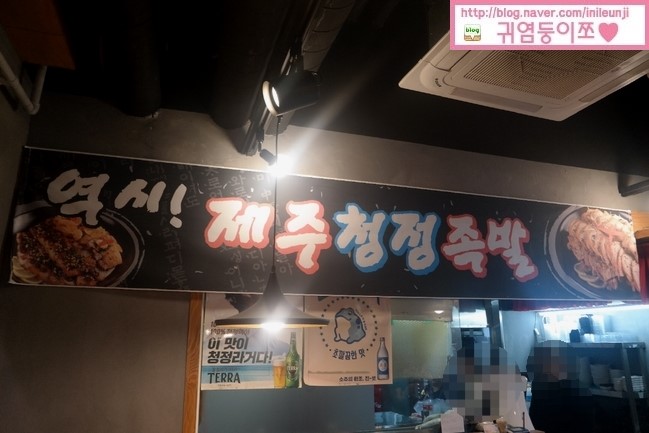 http://blog.naver.com/inileunji
blog 귀염둥이쪼♥
역시! 제주청정족발
이 맛이
청정라거다!
TERRA